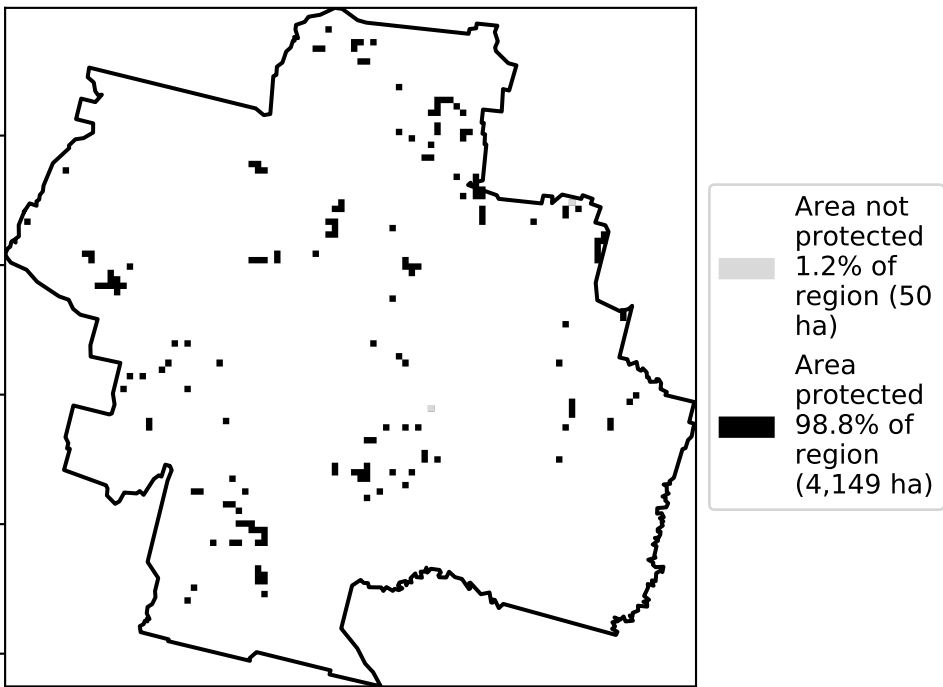 Area not
protected
1.2% of
region (50
ha)
Area
protected
98.8% of
region
(4,149 ha)